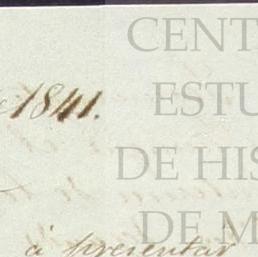 1841.
CENT
ESTU
DE HIS
DE M
á presentar